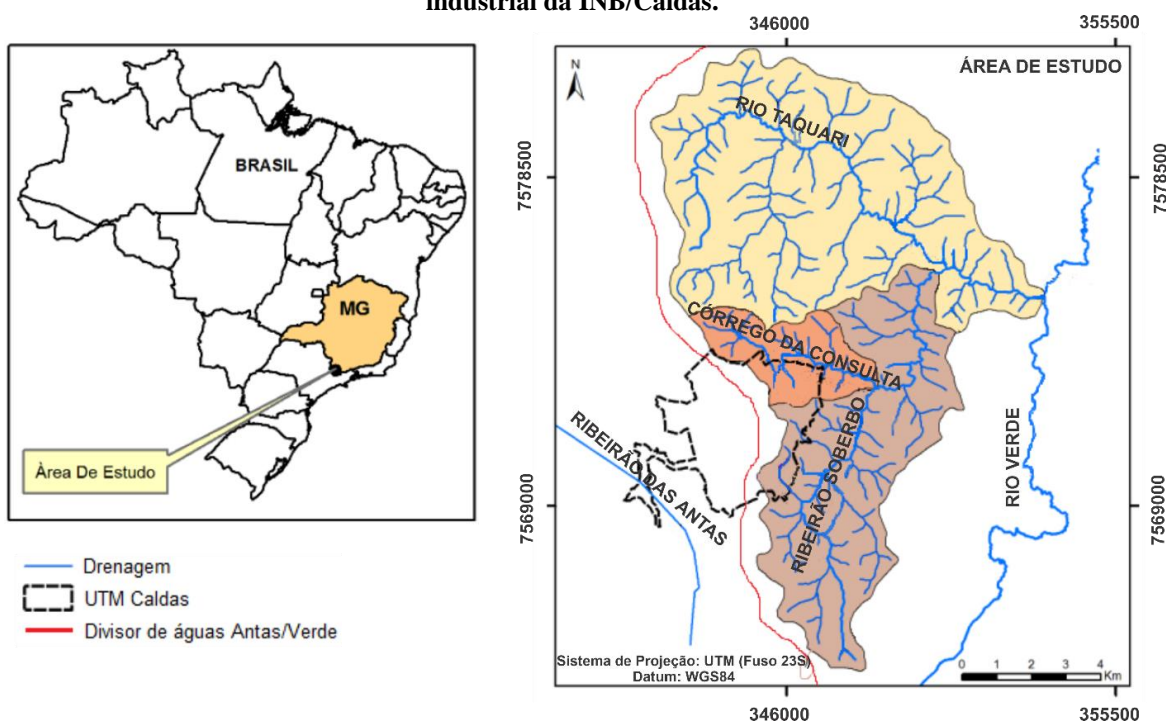 industrial da INB/Caldas.
BRASIL
MG
Àrea De Estudo
Drenagem
UTM Caldas
Divisor de águas Antas/Verde
346000
355500
N
ÁREA DE ESTUDO
RIO TAQUARI
7578500
7578500
CÓRREGO DA CONSULTA
RIBEIRÃO DAS ANTAS
RIBEIRÃO SOBERBO
RIO VERDE
7569000
7569000
Sistema de Projeção: UTM (Fuso 23S)
Datum: WGS84
0 1 2 3 4
Km
346000
355500